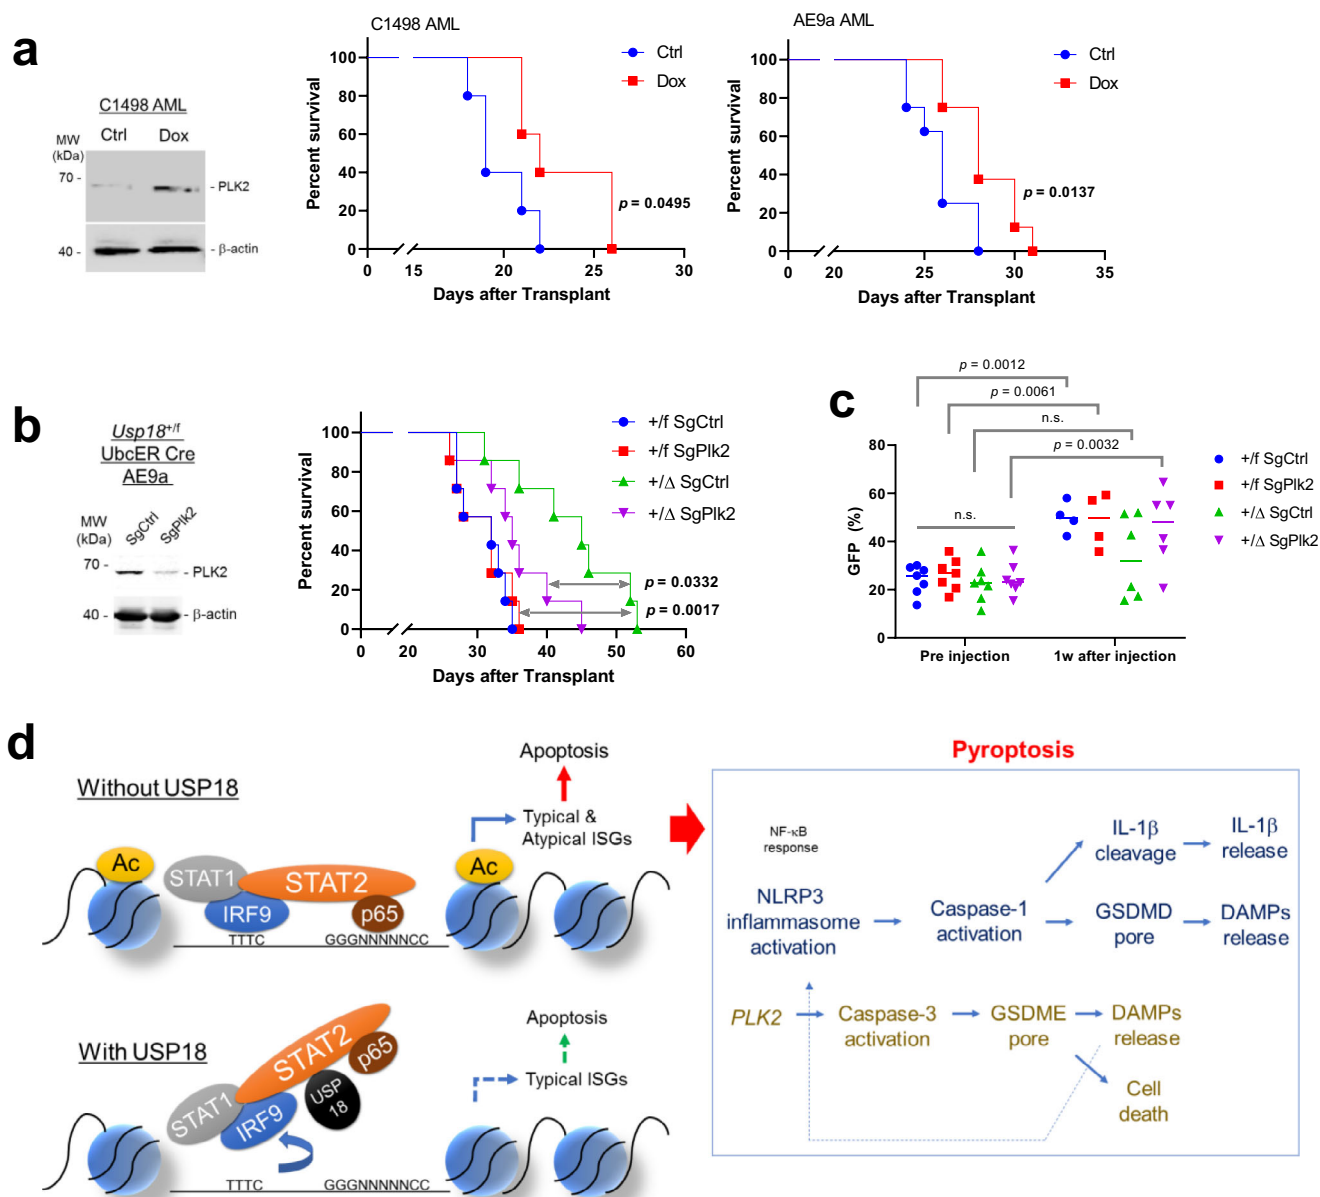 a
C1498 AML
Ctrl Dox
MW
(kDa)
70 -
- PLK2
40 -
- β-actin
C1498 AML
Percent survival
100
80
60
40
20
0
0 15 20 25 30
Days after Transplant
Ctrl
Dox
p = 0.0495
AE9a AML
Percent survival
100
80
60
40
20
0
0 20 25 30 35
Days after Transplant
Ctrl
Dox
p = 0.0137
b
Usp18+/f
UbcER Cre
AE9a
MW
(kDa)
SgCtrl
SgPlk2
70 -
- PLK2
40 -
- β-actin
Percent survival
100
80
60
40
20
0
0 20 30 40 50 60
Days after Transplant
+/f SgCtrl
+/f SgPlk2
+/Δ SgCtrl
+/Δ SgPlk2
p = 0.0332
p = 0.0017
c
p = 0.0012
p = 0.0061
n.s.
p = 0.0032
n.s.
GFP (%)
80
60
40
20
0
Pre injection
1w after injection
+/f SgCtrl
+/f SgPlk2
+/Δ SgCtrl
+/Δ SgPlk2
d
Without USP18
Ac
STAT1
STAT2
IRF9
p65
TTTC
GGGNNNNNCC
Ac
Apoptosis
Typical &
Atypical ISGs
With USP18
STAT1
STAT2
IRF9
p65
USP
18
TTTC
GGGNNNNNCC
Apoptosis
Typical ISGs
Pyroptosis
NF-κB
response
NLRP3
inflammasome
activation
Caspase-1
activation
IL-1β
cleavage
IL-1β
release
GSDMD
pore
DAMPs
release
PLK2
Caspase-3
activation
GSDME
pore
DAMPs
release
Cell
death